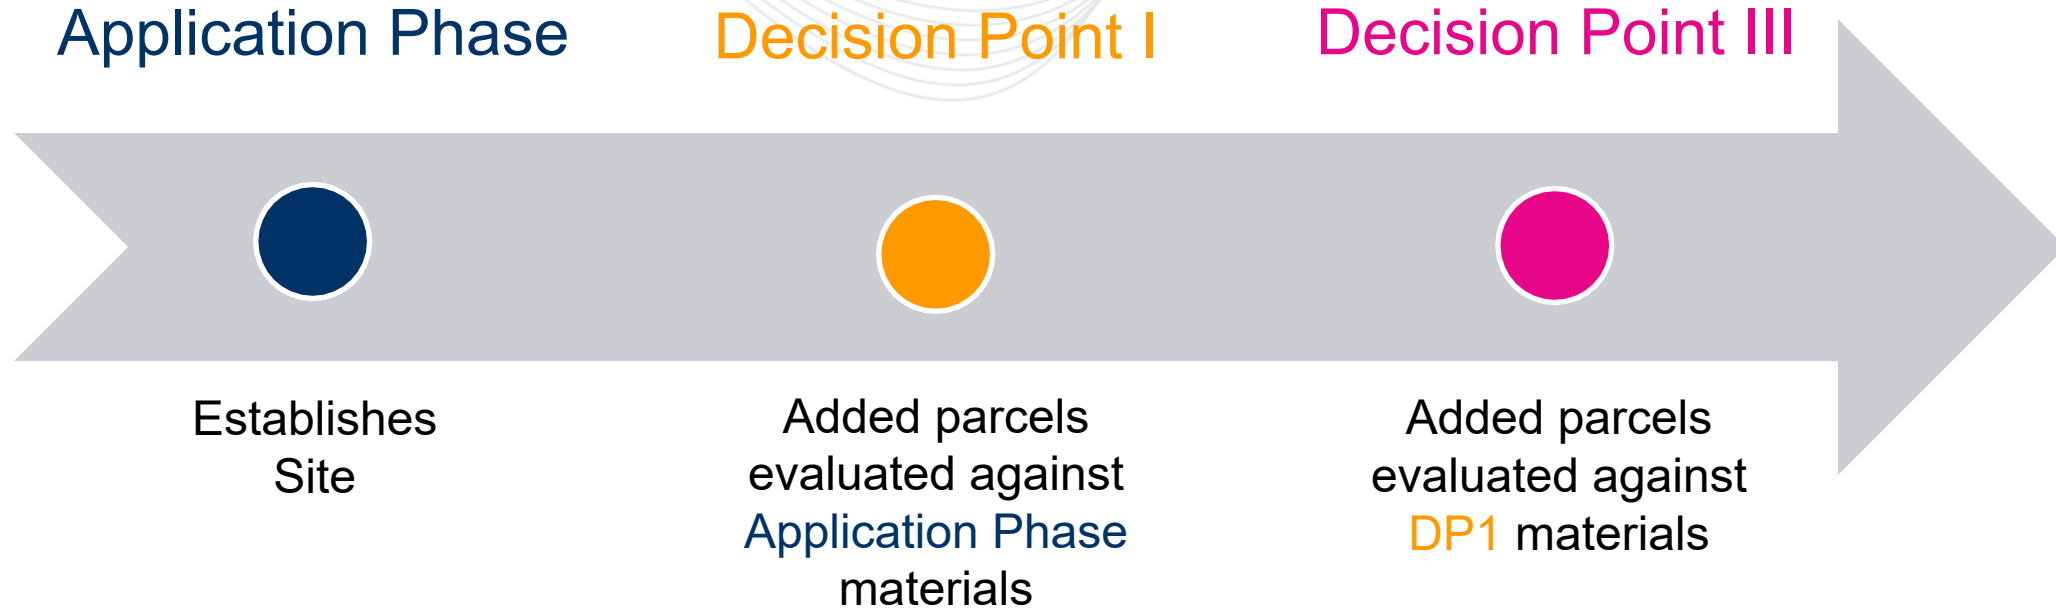 Application Phase
Decision Point I
Decision Point III
Establishes
Site
Added parcels
evaluated against
Application Phase
materials
Added parcels
evaluated against
DP1 materials